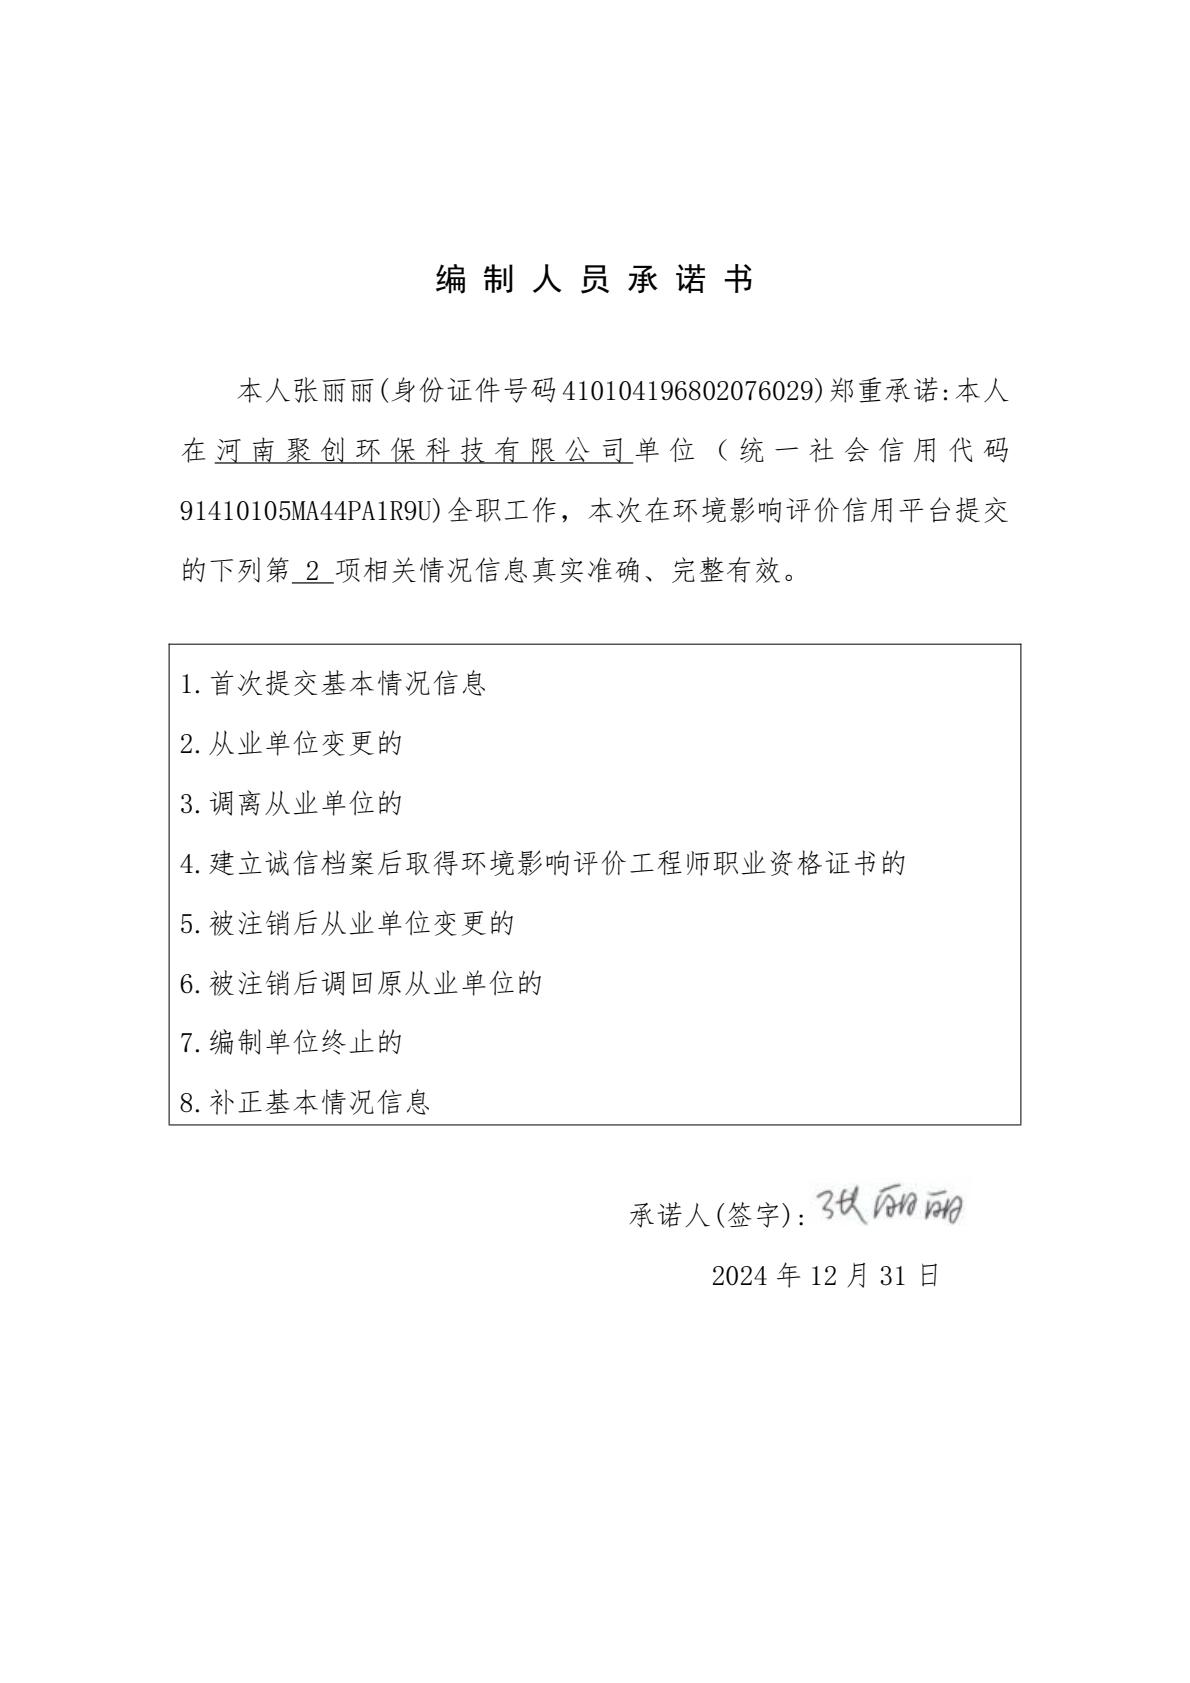 编制人员承诺书
本人张丽丽(身份证件号码410104196802076029)郑重承诺:本人
在河南聚创环保科技有限公司单位（统一社会信用代码
91410105MA44PA1R9U)全职工作，本次在环境影响评价信用平台提交
的下列第 2 项相关情况信息真实准确、完整有效。
1.首次提交基本情况信息
2.从业单位变更的
3.调离从业单位的
4.建立诚信档案后取得环境影响评价工程师职业资格证书的
5.被注销后从业单位变更的
6.被注销后调回原从业单位的
7.编制单位终止的
8.补正基本情况信息
承诺人(签字):张丽丽
2024年12月31日